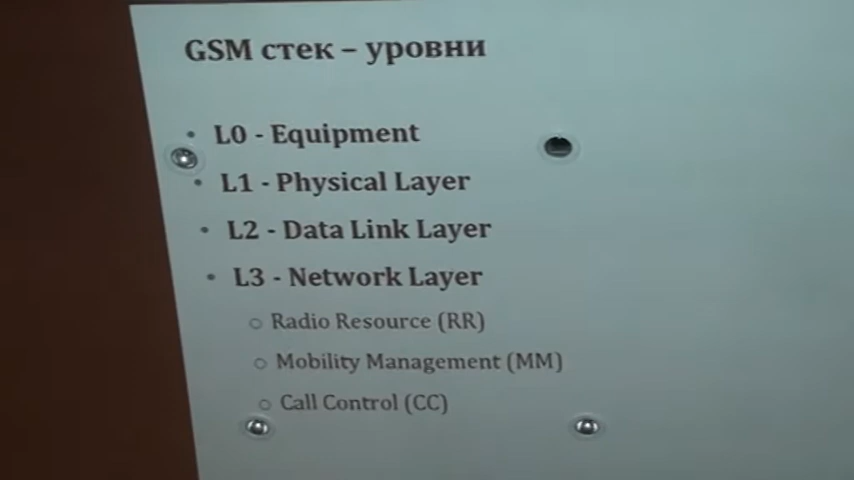 GSM стек – уровни
• L0 - Equipment
• L1 - Physical Layer
• L2 - Data Link Layer
• L3 - Network Layer
○ Radio Resource (RR)
○ Mobility Management (MM)
○ Call Control (CC)